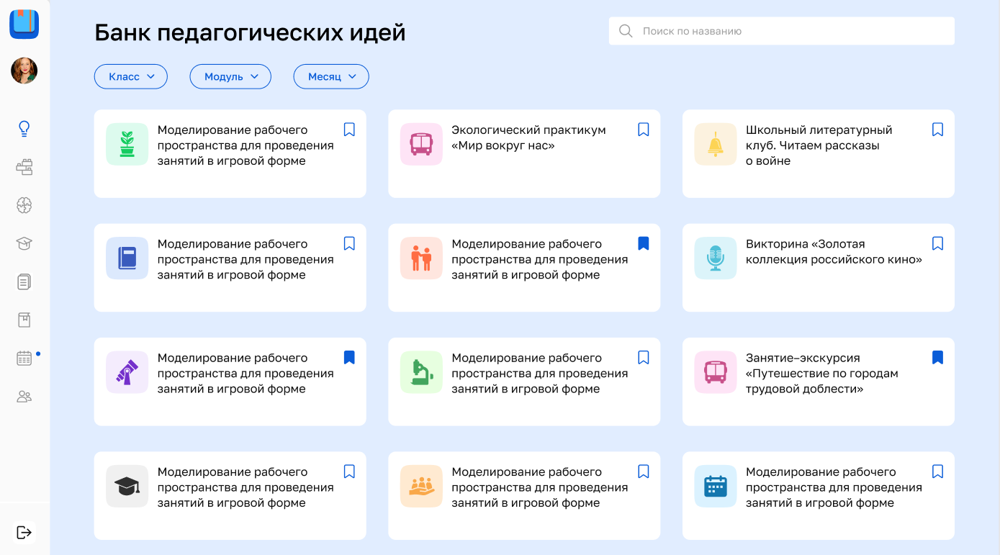 Банк педагогических идей
Поиск по названию
Класс
Модуль
Месяц
Моделирование рабочего
пространства для проведения
занятий в игровой форме
Экологический практикум
«Мир вокруг нас»
Школьный литературный
клуб. Читаем рассказы
о войне
Моделирование рабочего
пространства для проведения
занятий в игровой форме
Моделирование рабочего
пространства для проведения
занятий в игровой форме
Викторина «Золотая
коллекция российского кино»
Моделирование рабочего
пространства для проведения
занятий в игровой форме
Моделирование рабочего
пространства для проведения
занятий в игровой форме
Занятие–экскурсия
«Путешествие по городам
трудовой доблести»
Моделирование рабочего
пространства для проведения
занятий в игровой форме
Моделирование рабочего
пространства для проведения
занятий в игровой форме
Моделирование рабочего
пространства для проведения
занятий в игровой форме